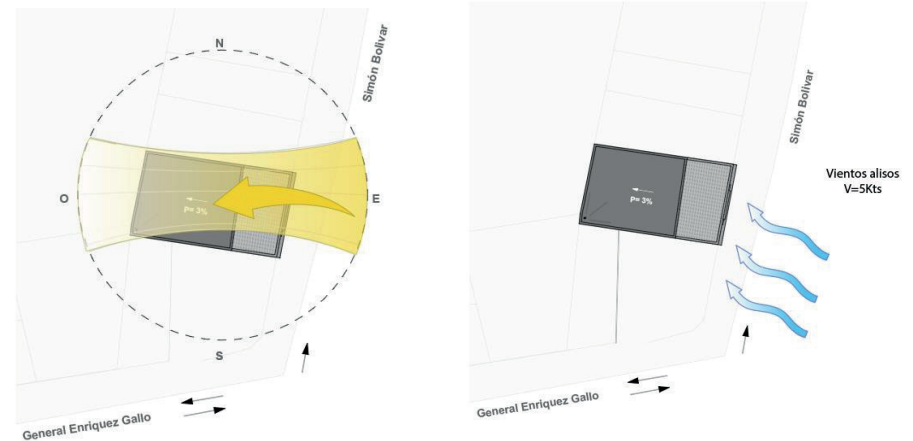 N
Simón Bolivar
O
E
P= 3%
S
General Enriquez Gallo
Simón Bolivar
Vientos alisos
V=5Kts
P= 3%
General Enriquez Gallo